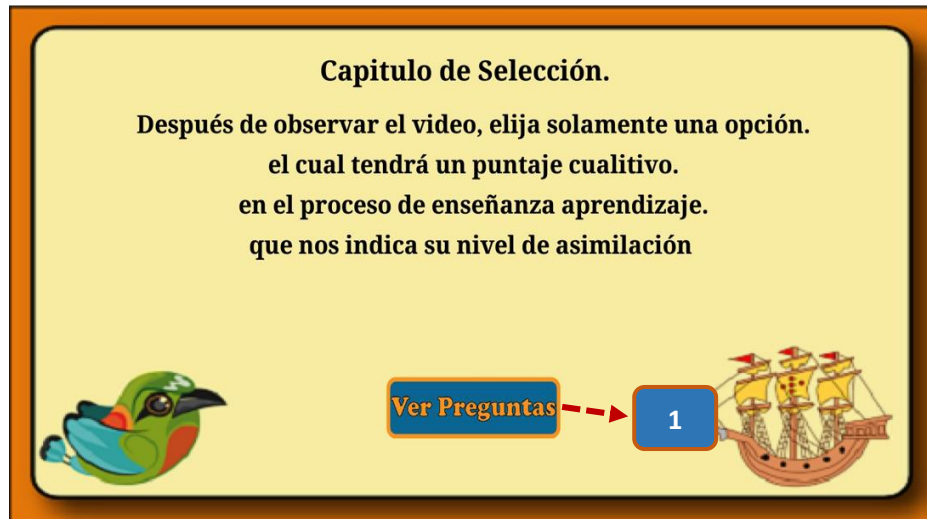 Capitulo de Selección.
Después de observar el video, elija solamente una opción.
el cual tendrá un puntaje cualitivo.
en el proceso de enseñanza aprendizaje.
que nos indica su nivel de asimilación
Ver Preguntas
1